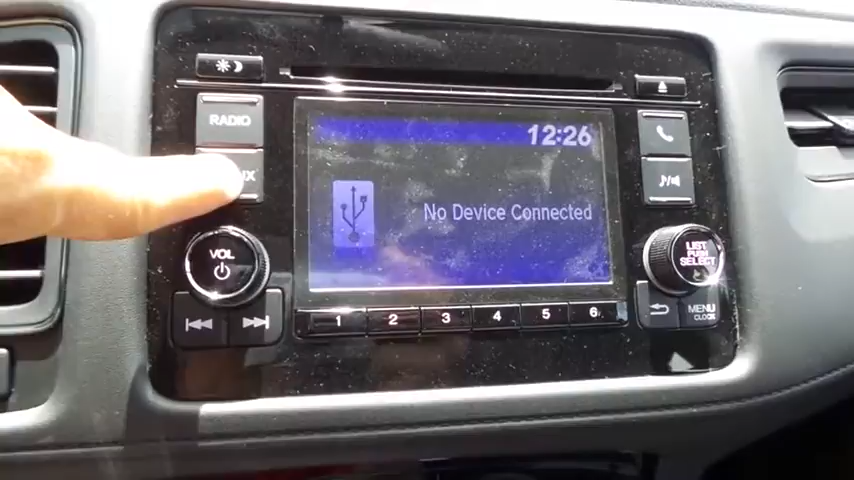 RADIO
12:26
No Device Connected
VOL
LIST
PUSH
SELECT
1 2 3 4 5 6
MENU
CLOCK